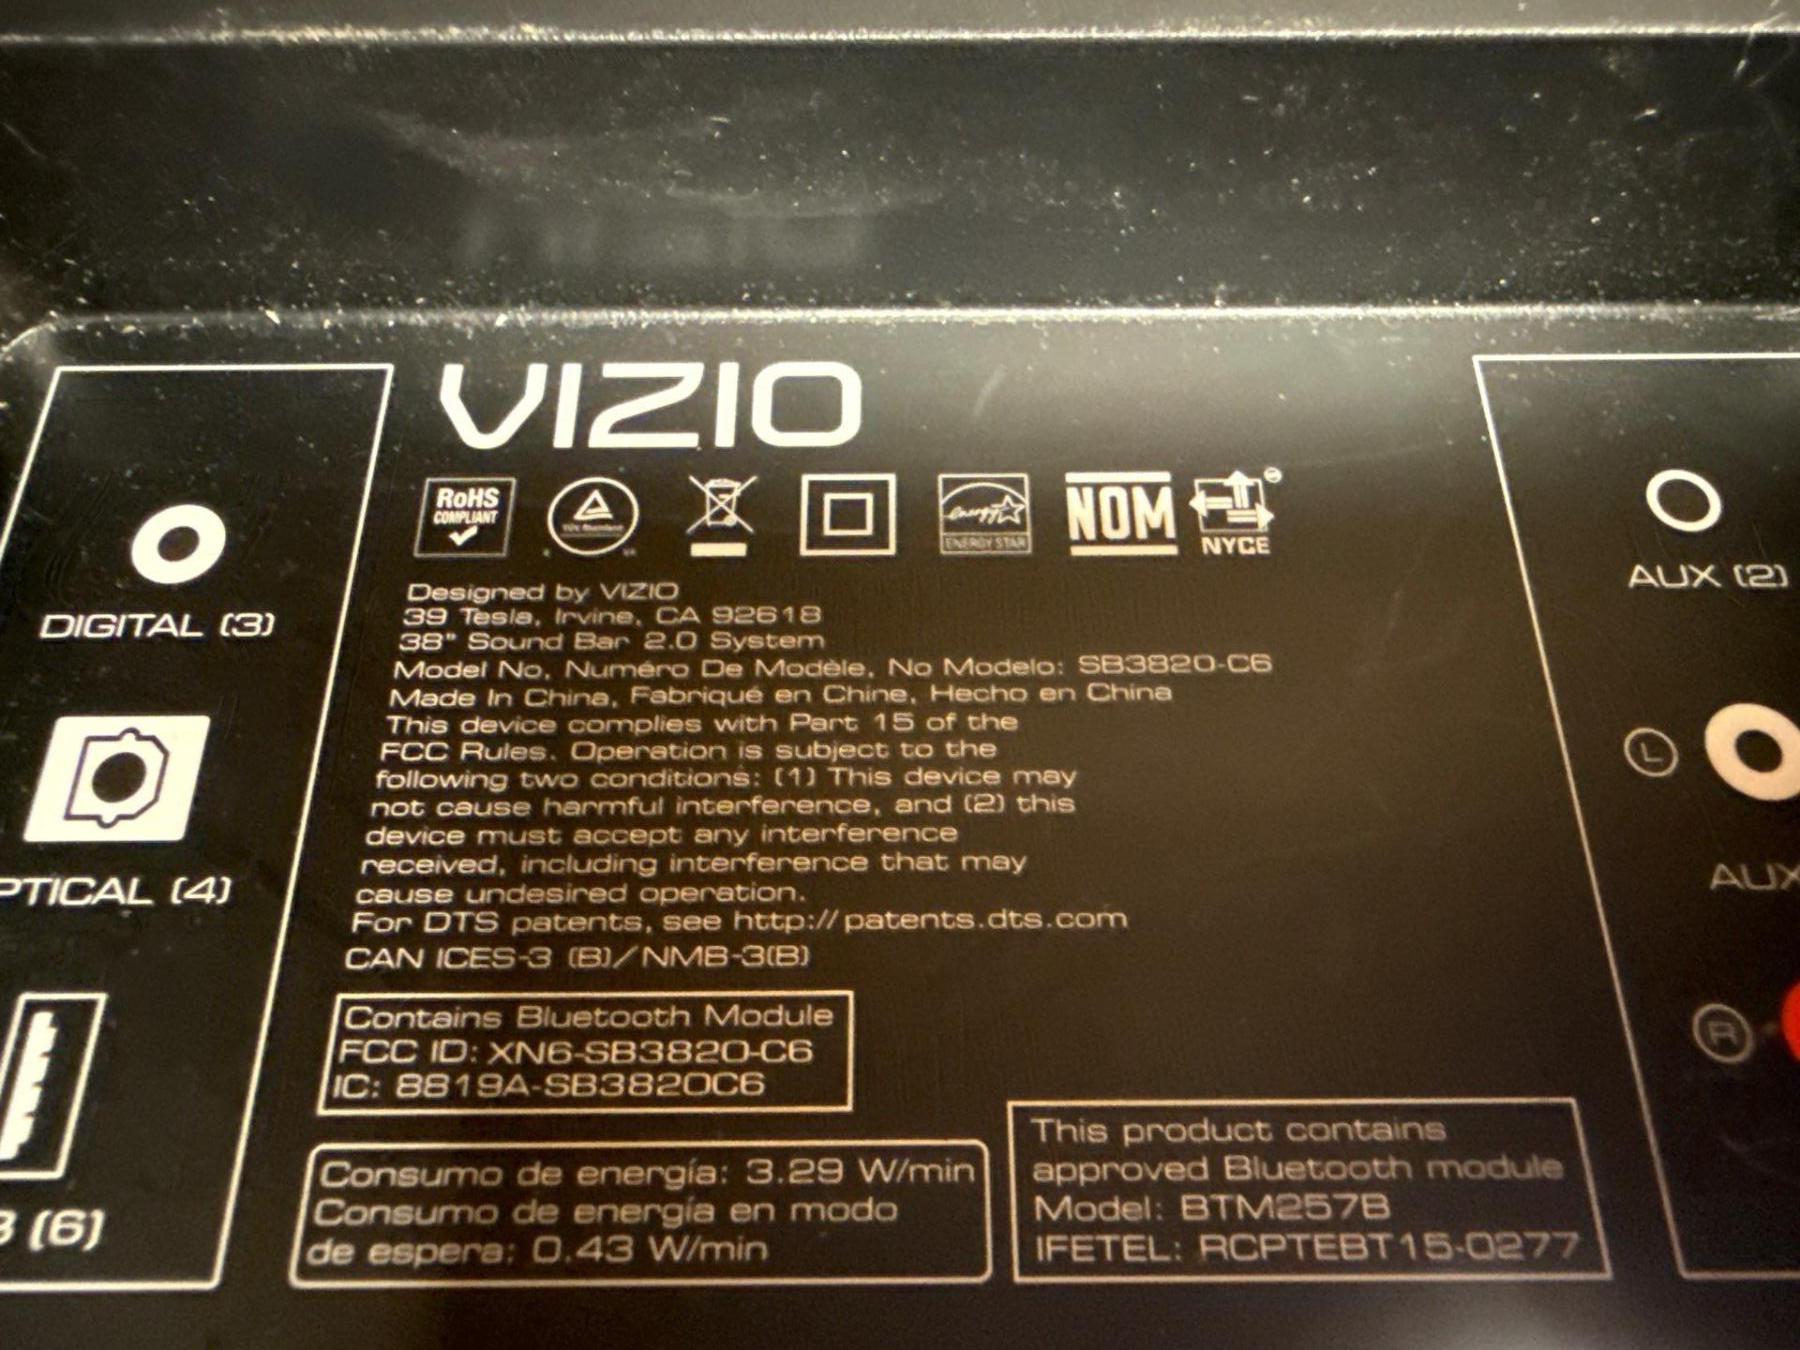 VIZIO
RoHS
COMPLIANT
TÜV Rheinland
energy
ENERGY STAR
NOM
NYCE
DIGITAL (3)
PTICAL (4)
B (6)
Designed by VIZIO
39 Tesla, Irvine, CA 92618
38" Sound Bar 2.0 System
Model No, Numéro De Modèle, No Modelo: SB3820-C6
Made In China, Fabriqué en Chine, Hecho en China
This device complies with Part 15 of the
FCC Rules. Operation is subject to the
following two conditions: (1) This device may
not cause harmful interference, and (2) this
device must accept any interference
received, including interference that may
cause undesired operation.
For DTS patents, see http://patents.dts.com
CAN ICES-3 (B)/NMB-3(B)
Contains Bluetooth Module
FCC ID: XN6-SB3820-C6
IC: 8819A-SB3820C6
Consumo de energía: 3.29 W/min
Consumo de energía en modo
de espera: 0.43 W/min
This product contains
approved Bluetooth module
Model: BTM257B
IFETEL: RCPTEBT15-0277
AUX (2)
L
AUX
R